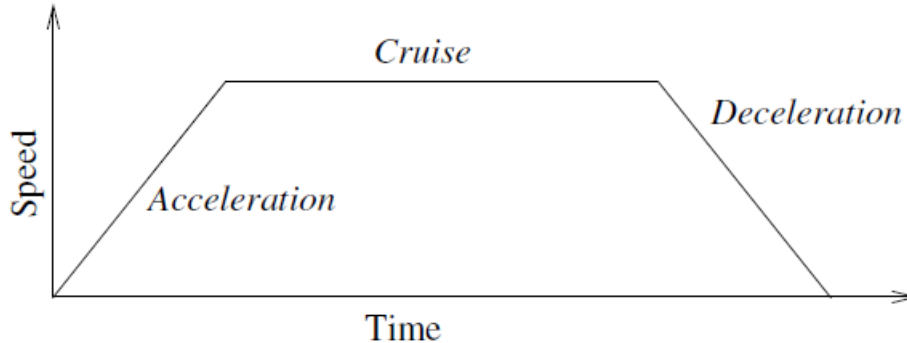 Cruise
Deceleration
Speed
Acceleration
Time